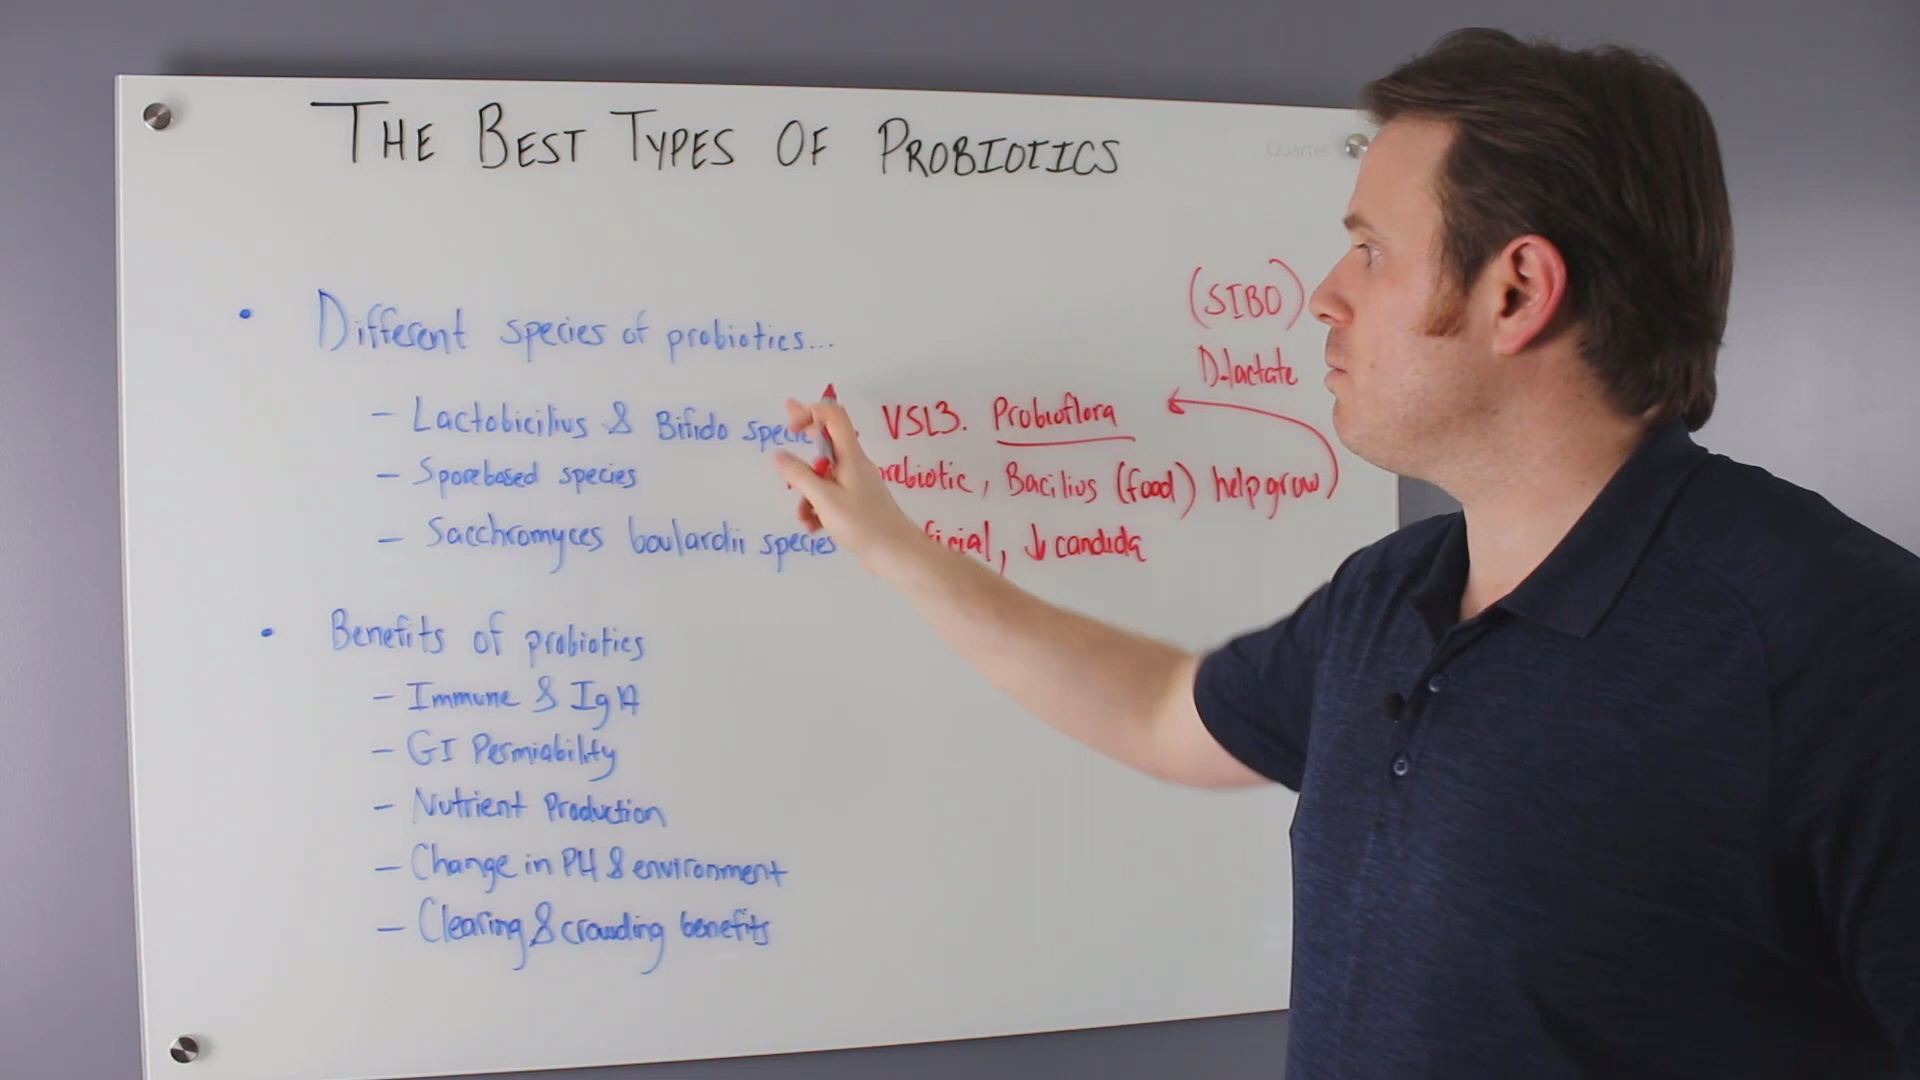 THE BEST TYPES OF PROBIOTICS
Quartet
(SIBO)
D-lactate
• Different species of probiotics...
- Lactobicilius & Bifido VSL3. Probioflora
- Sporebased species , Bacilius (food) help grow
- Sacchromyces boulardii species , ↓ candida
• Benefits of probiotics
- Immune & IgA
- GI Permiability
- Nutrient Production
- Change in PH & environment
- Clearing & crowding benefits